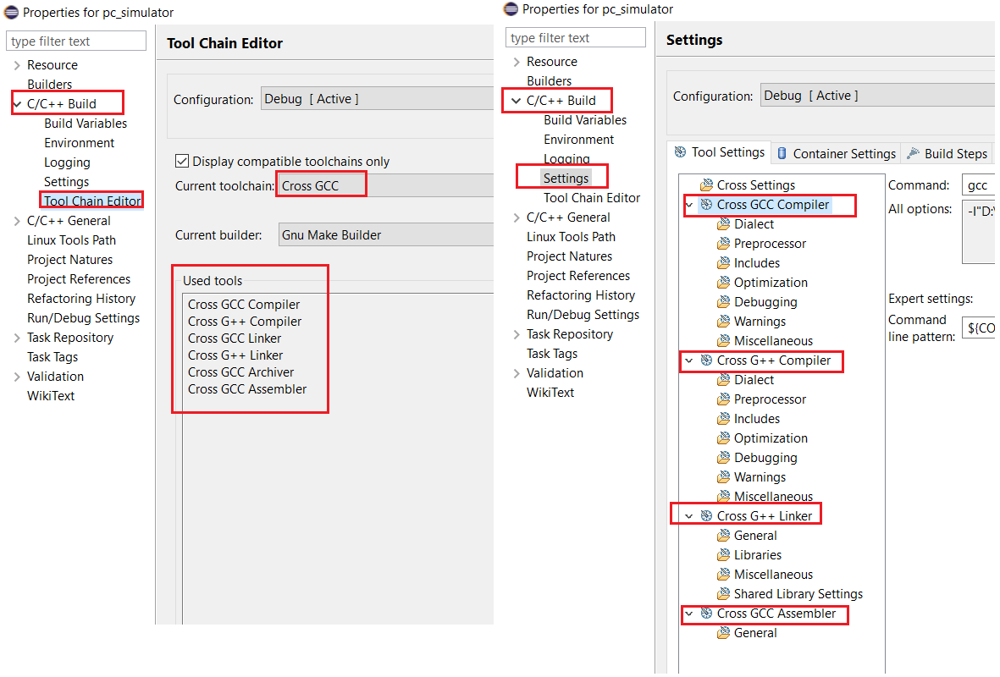 Properties for pc_simulator
type filter text
Resource
Builders
C/C++ Build
Build Variables
Environment
Logging
Settings
Tool Chain Editor
C/C++ General
Linux Tools Path
Project Natures
Project References
Refactoring History
Run/Debug Settings
Task Repository
Task Tags
Validation
WikiText
Tool Chain Editor
Configuration: Debug [ Active ]
Display compatible toolchains only
Current toolchain: Cross GCC
Current builder: Gnu Make Builder
Used tools
Cross GCC Compiler
Cross G++ Compiler
Cross GCC Linker
Cross G++ Linker
Cross GCC Archiver
Cross GCC Assembler
Properties for pc_simulator
type filter text
Resource
Builders
C/C++ Build
Build Variables
Environment
Logging
Settings
Tool Chain Editor
C/C++ General
Linux Tools Path
Project Natures
Project References
Refactoring History
Run/Debug Settings
Task Repository
Task Tags
Validation
WikiText
Settings
Configuration: Debug [ Active ]
Tool Settings Container Settings Build Steps
Cross Settings
Cross GCC Compiler
Dialect
Preprocessor
Includes
Optimization
Debugging
Warnings
Miscellaneous
Cross G++ Compiler
Dialect
Preprocessor
Includes
Optimization
Debugging
Warnings
Miscellaneous
Cross G++ Linker
General
Libraries
Miscellaneous
Shared Library Settings
Cross GCC Assembler
General
Command: gcc
All options: -I"D:\
Expert settings:
Command
line pattern: ${CO